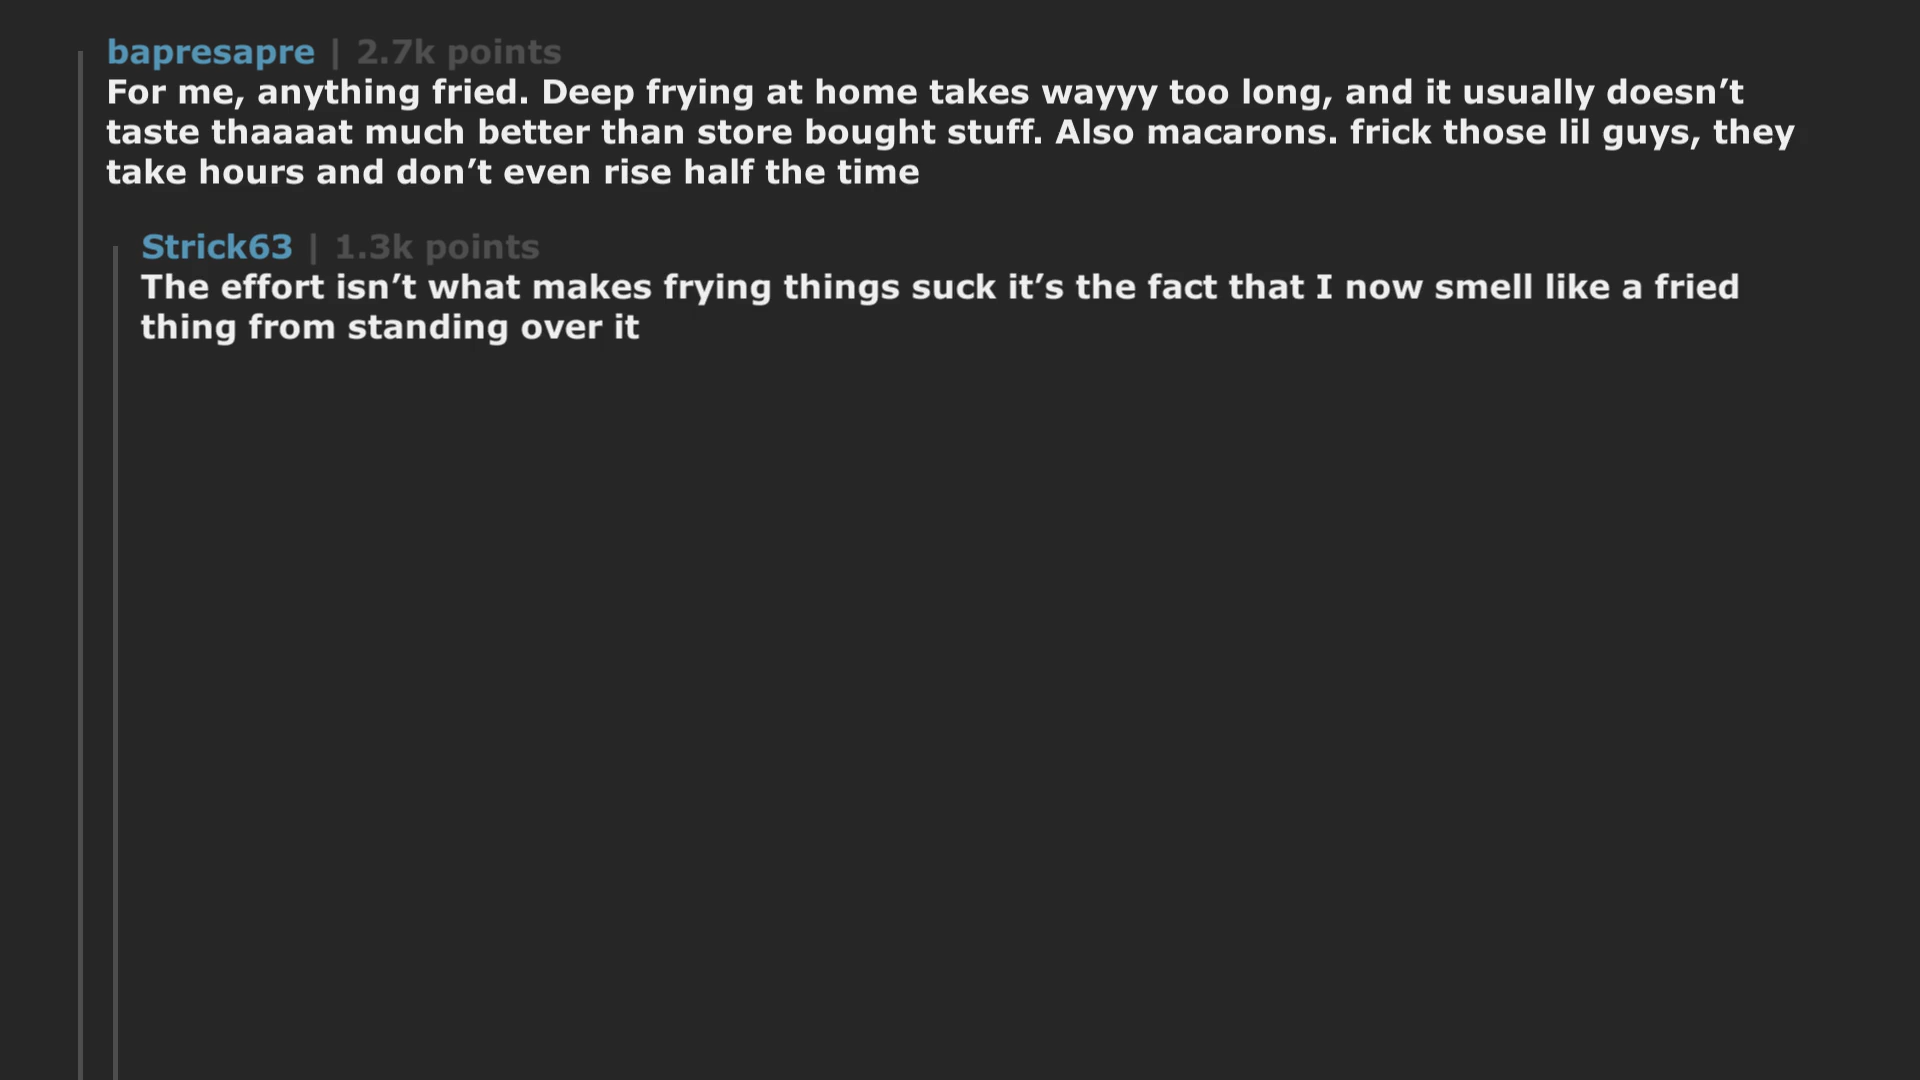 bapresapre | 2.7k points
For me, anything fried. Deep frying at home takes wayyy too long, and it usually doesn’t
taste thaaaat much better than store bought stuff. Also macarons. frick those lil guys, they
take hours and don’t even rise half the time
Strick63 | 1.3k points
The effort isn’t what makes frying things suck it’s the fact that I now smell like a fried
thing from standing over it